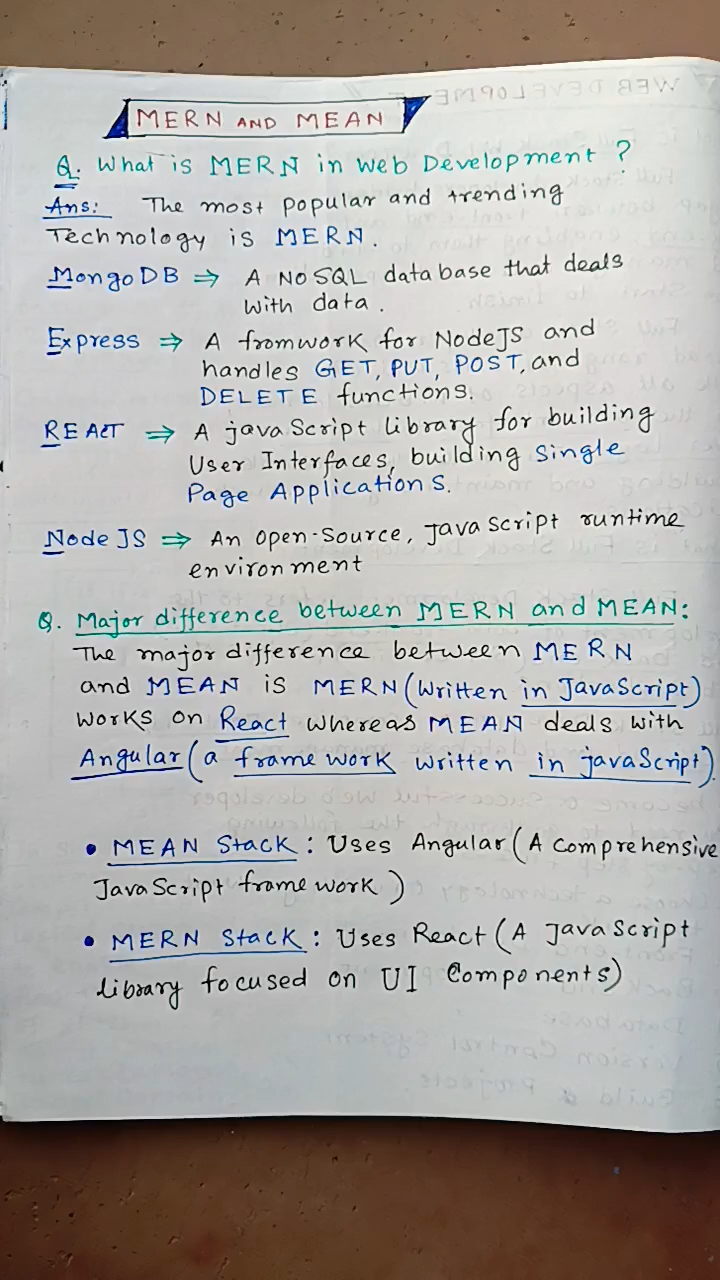 MERN AND MEAN
Q. What is MERN in Web Development ?
Ans: The most popular and trending
Technology is MERN.
MongoDB ⇒ A NoSQL database that deals
with data.
Express ⇒ A fromwork for NodeJS and
handles GET, PUT, POST, and
DELETE functions.
REACT ⇒ A javaScript library for building
User Interfaces, building Single
Page Applications.
Node JS ⇒ An Open-Source, JavaScript runtime
environment
Q. Major difference between MERN and MEAN:
The major difference between MERN
and MEAN is MERN (Written in JavaScript)
works on React whereas MEAN deals with
Angular (a frame work written in javaScript).
• MEAN Stack : Uses Angular (A Comprehensive
JavaScript frame work)
• MERN Stack : Uses React (A JavaScript
library focused on UI Components)